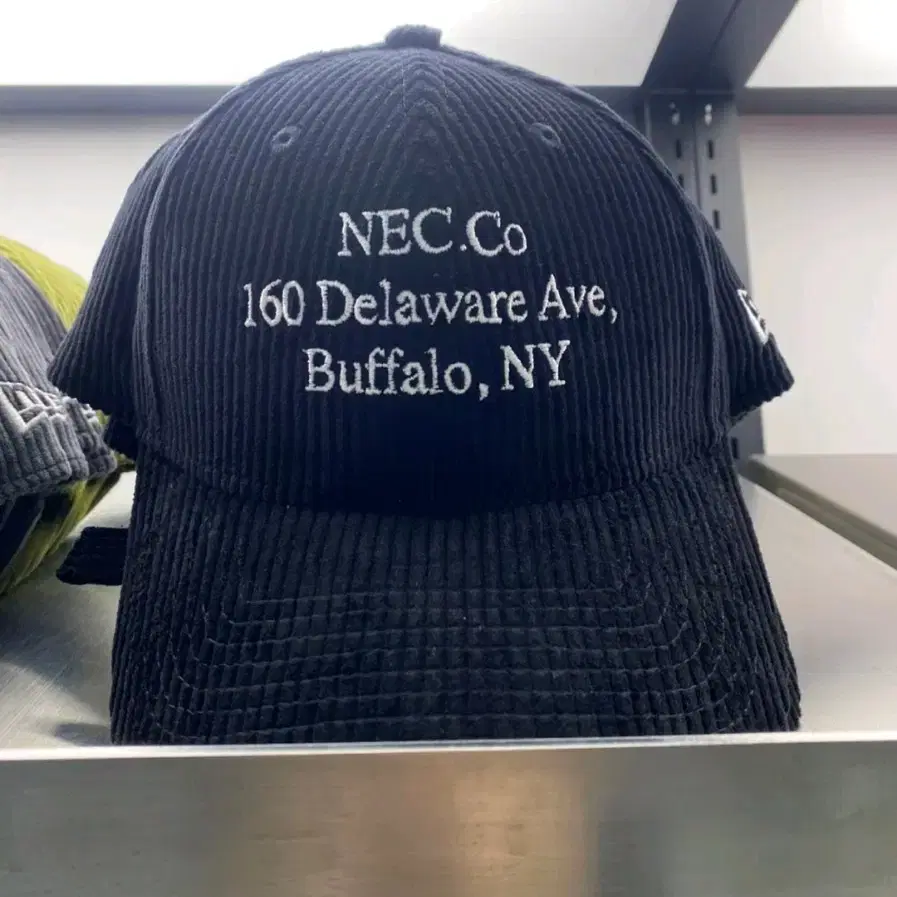 NEC.Co
160 Delaware Ave,
Buffalo, NY